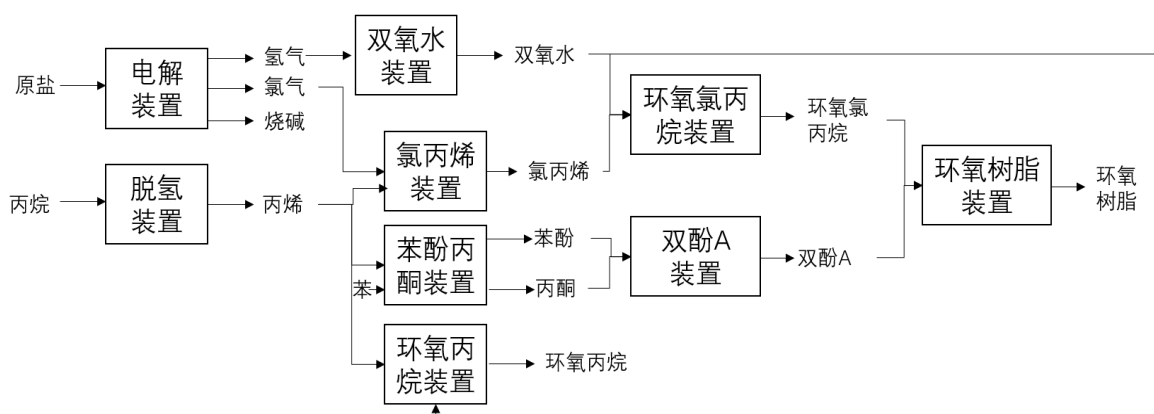 原盐
电解
装置
氢气
氯气
烧碱
双氧水
装置
双氧水
氯丙烯
装置
氯丙烯
环氧氯丙
烷装置
环氧氯
丙烷
丙烷
脱氢
装置
丙烯
苯
苯酚丙
酮装置
苯酚
丙酮
双酚A
装置
双酚A
环氧树脂
装置
环氧
树脂
环氧丙
烷装置
环氧丙烷